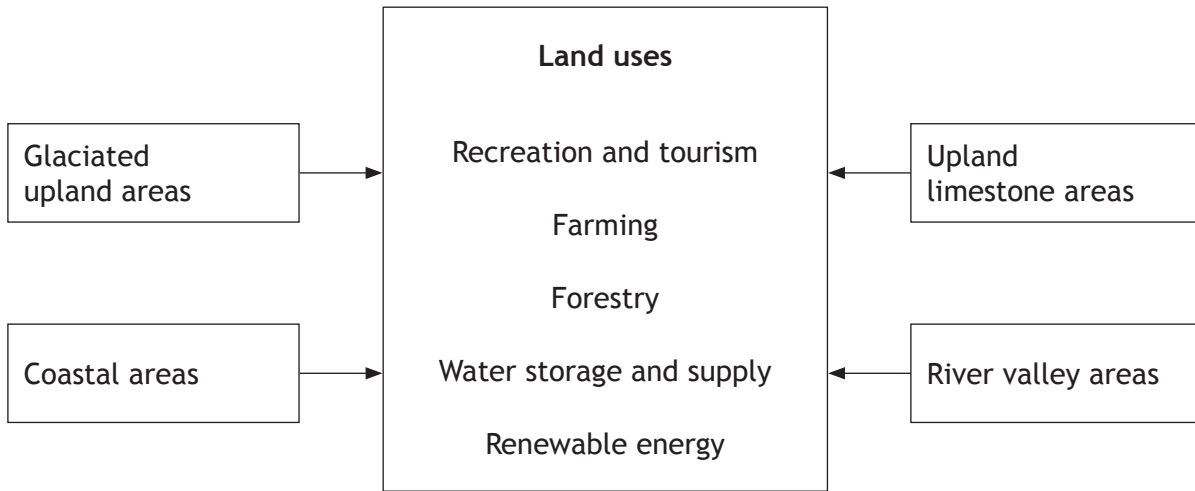 Land uses
Glaciated
upland areas
Recreation and tourism
Upland
limestone areas
Farming
Forestry
Coastal areas
Water storage and supply
River valley areas
Renewable energy